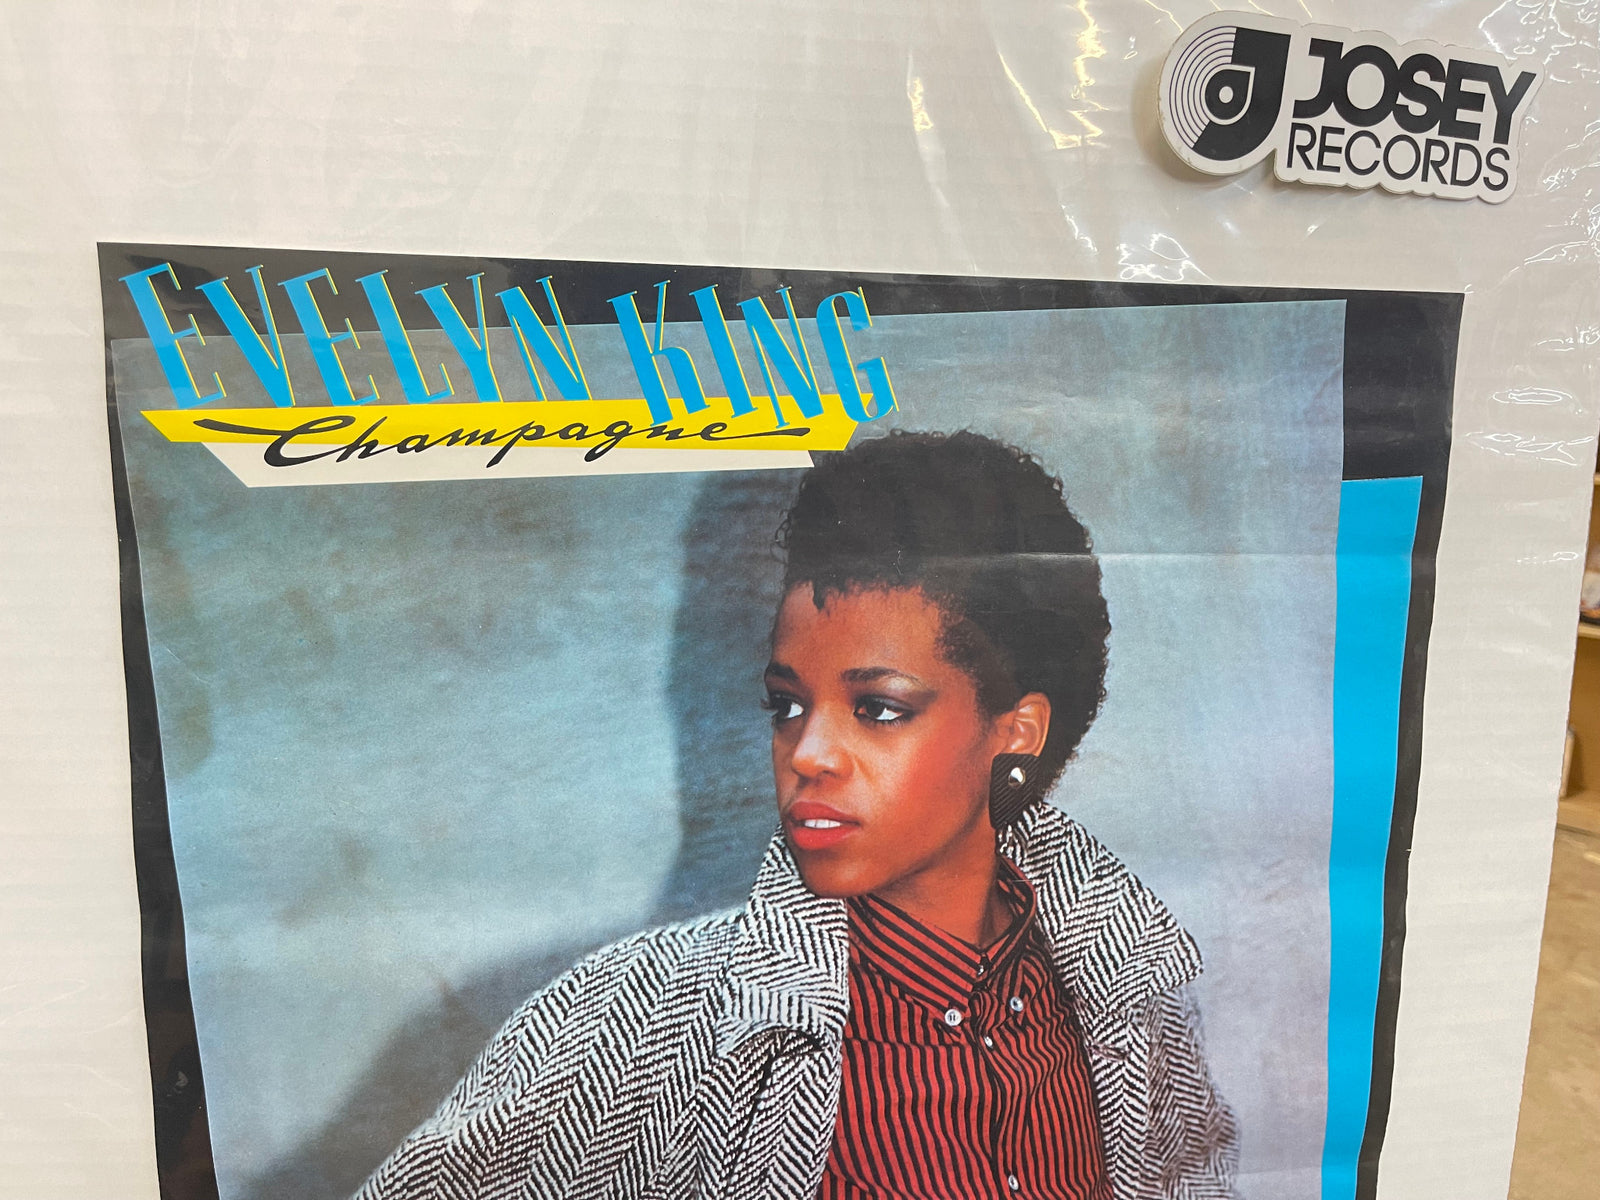 JOSEY
RECORDS
EVELYN KING
Champagne